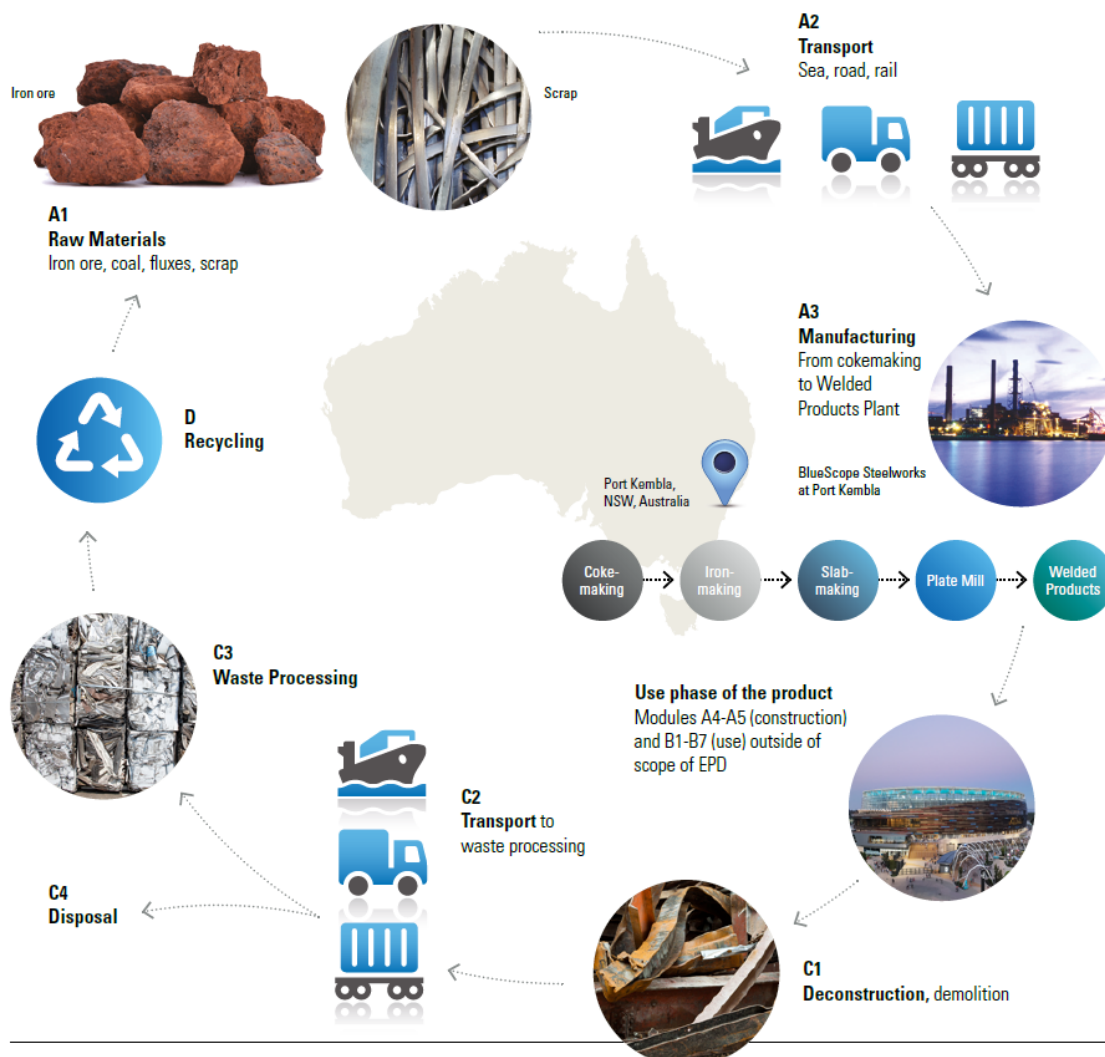 Iron ore
Scrap
A2
Transport
Sea, road, rail
A1
Raw Materials
Iron ore, coal, fluxes, scrap
A3
Manufacturing
From cokemaking
to Welded
Products Plant
BlueScope Steelworks
at Port Kembla
D
Recycling
Port Kembla,
NSW, Australia
Coke-
making
Iron-
making
Slab-
making
Plate Mill
Welded
Products
C3
Waste Processing
Use phase of the product
Modules A4-A5 (construction)
and B1-B7 (use) outside of
scope of EPD
C2
Transport to
waste processing
C4
Disposal
C1
Deconstruction, demolition